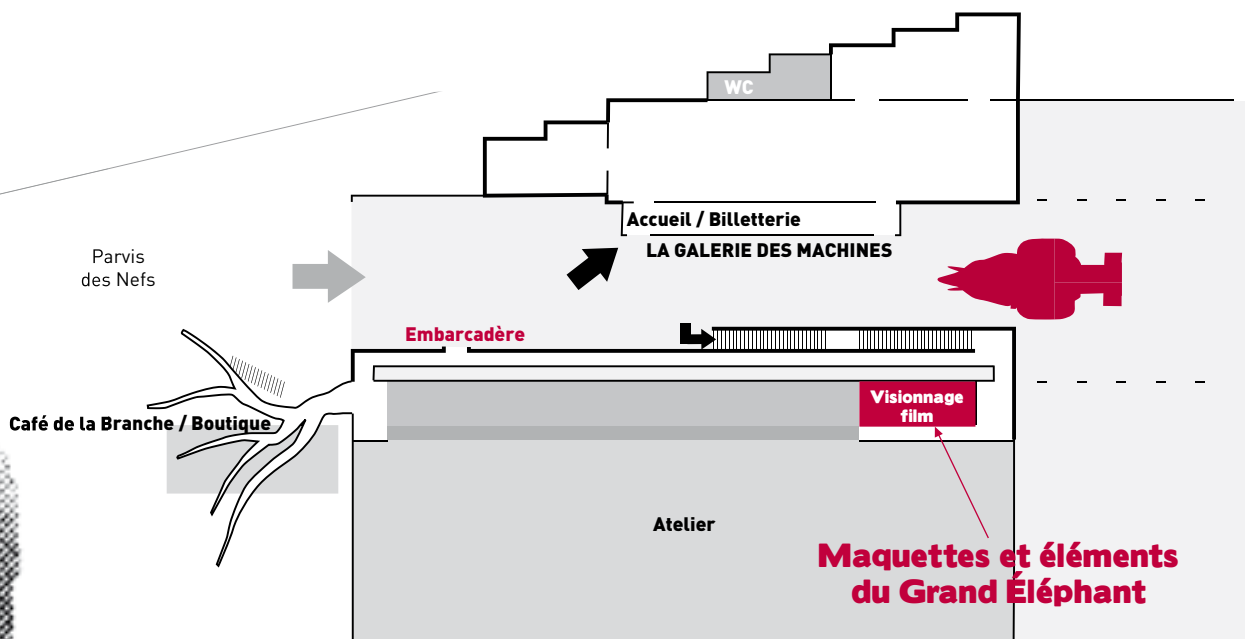 WC
Accueil / Billetterie
LA GALERIE DES MACHINES
Parvis
des Nefs
Embarcadère
Visionnage
film
Café de la Branche / Boutique
Atelier
Maquettes et éléments
du Grand Éléphant